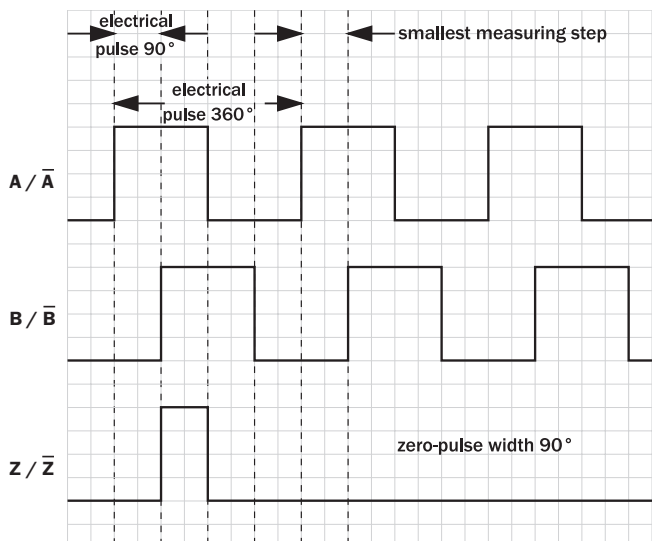 electrical
pulse 90°
smallest measuring step
electrical
pulse 360°
A / A̅
B / B̅
Z / Z̅
zero-pulse width 90°